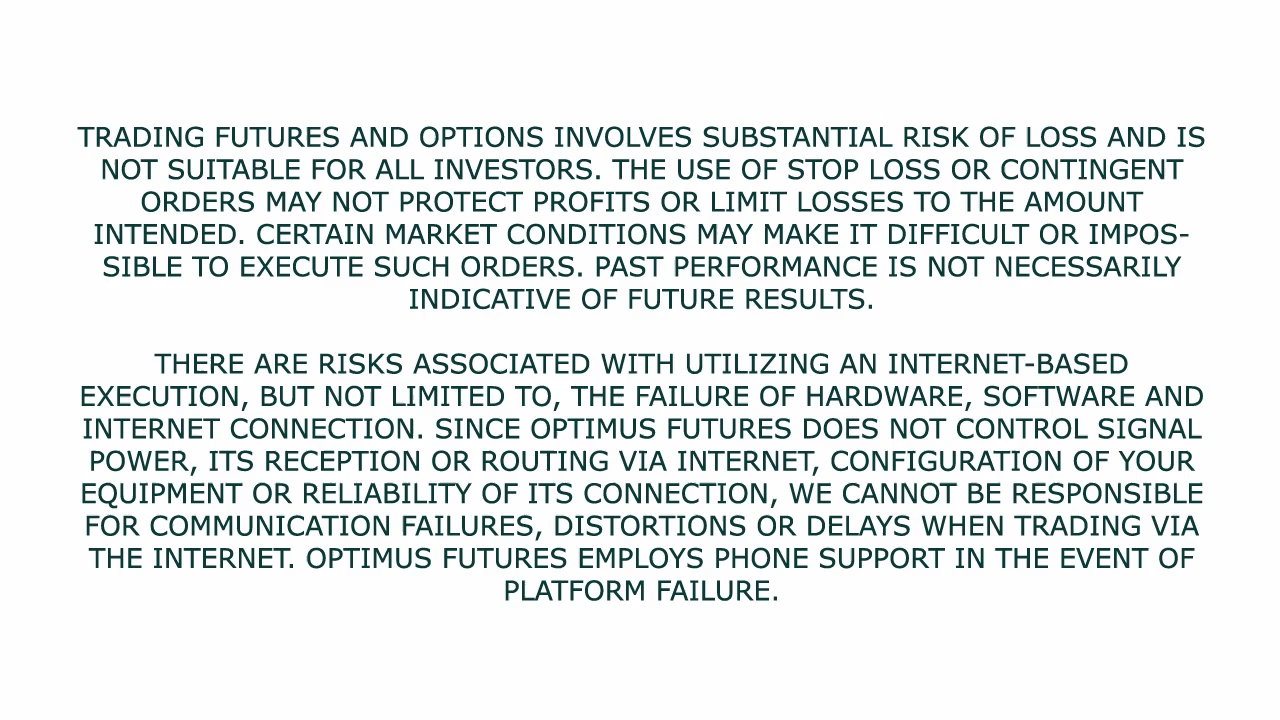 TRADING FUTURES AND OPTIONS INVOLVES SUBSTANTIAL RISK OF LOSS AND IS
NOT SUITABLE FOR ALL INVESTORS. THE USE OF STOP LOSS OR CONTINGENT
ORDERS MAY NOT PROTECT PROFITS OR LIMIT LOSSES TO THE AMOUNT
INTENDED. CERTAIN MARKET CONDITIONS MAY MAKE IT DIFFICULT OR IMPOS-
SIBLE TO EXECUTE SUCH ORDERS. PAST PERFORMANCE IS NOT NECESSARILY
INDICATIVE OF FUTURE RESULTS.
THERE ARE RISKS ASSOCIATED WITH UTILIZING AN INTERNET-BASED
EXECUTION, BUT NOT LIMITED TO, THE FAILURE OF HARDWARE, SOFTWARE AND
INTERNET CONNECTION. SINCE OPTIMUS FUTURES DOES NOT CONTROL SIGNAL
POWER, ITS RECEPTION OR ROUTING VIA INTERNET, CONFIGURATION OF YOUR
EQUIPMENT OR RELIABILITY OF ITS CONNECTION, WE CANNOT BE RESPONSIBLE
FOR COMMUNICATION FAILURES, DISTORTIONS OR DELAYS WHEN TRADING VIA
THE INTERNET. OPTIMUS FUTURES EMPLOYS PHONE SUPPORT IN THE EVENT OF
PLATFORM FAILURE.